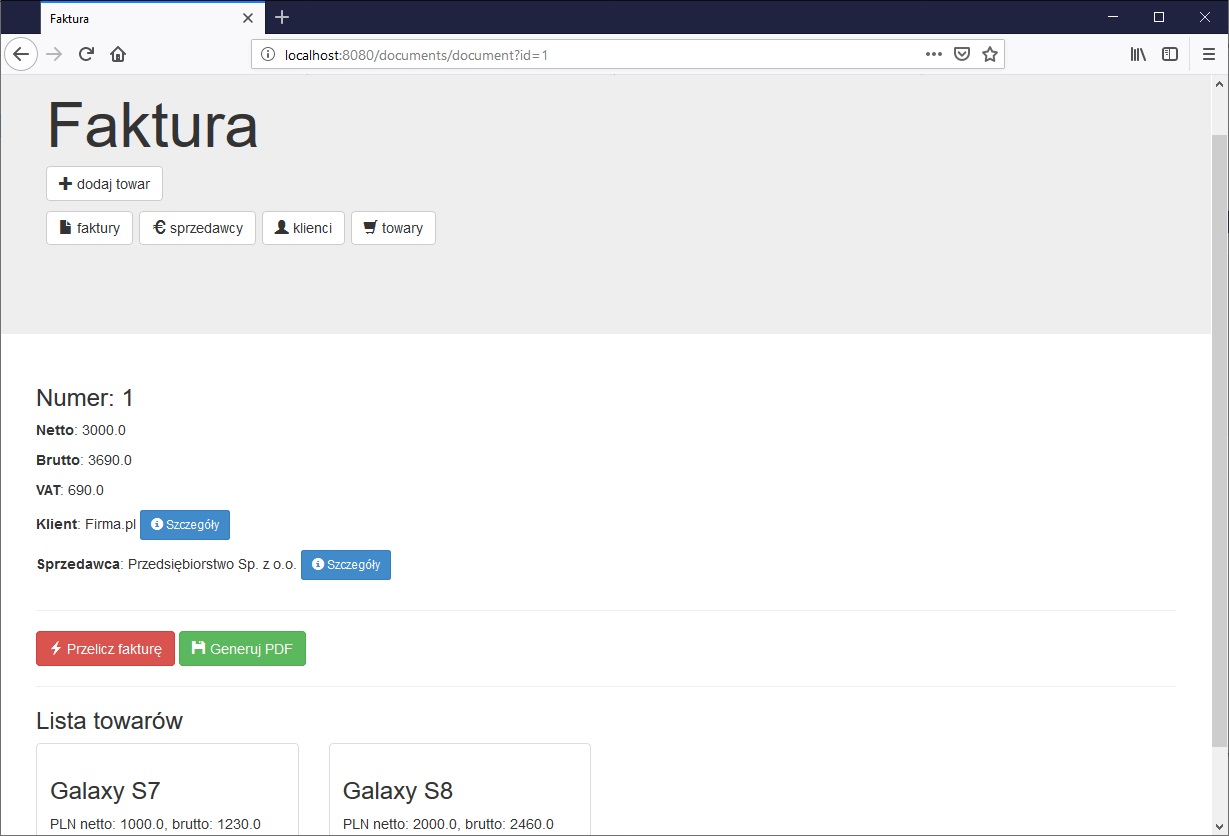 Faktura
localhost:8080/documents/document?id=1
Faktura
dodaj towar
faktury € sprzedawcy klienci towary
Numer: 1
Netto: 3000.0
Brutto: 3690.0
VAT: 690.0
Klient: Firma.pl Szczegóły
Sprzedawca: Przedsiębiorstwo Sp. z o.o. Szczegóły
Przelicz fakturę Generuj PDF
Lista towarów
Galaxy S7 Galaxy S8
PLN netto: 1000.0, brutto: 1230.0 PLN netto: 2000.0, brutto: 2460.0